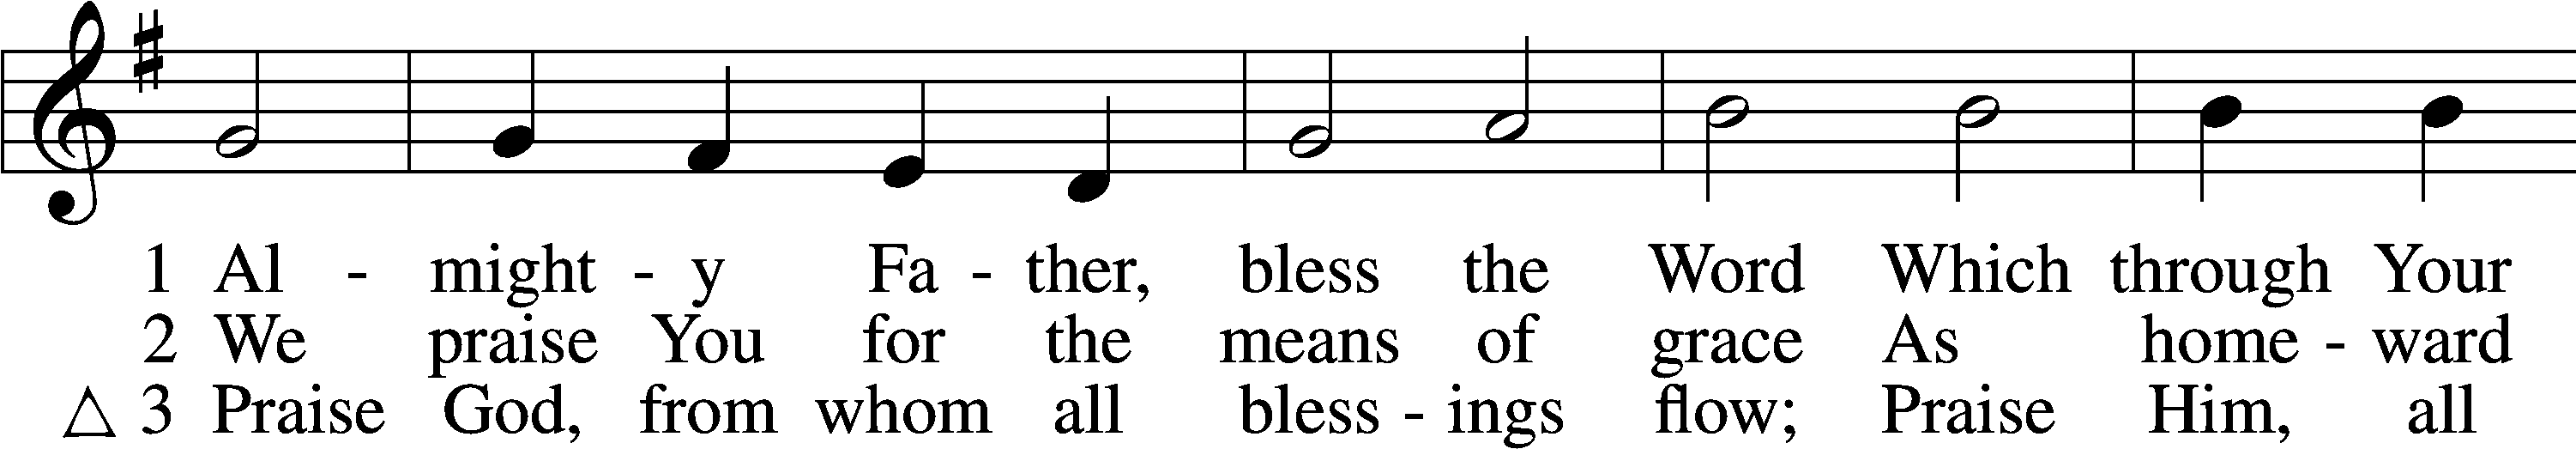 1 Al - might - y Fa - ther, bless the Word Which through Your
2 We praise You for the means of grace As home - ward
△ 3 Praise God, from whom all bless - ings flow; Praise Him, all